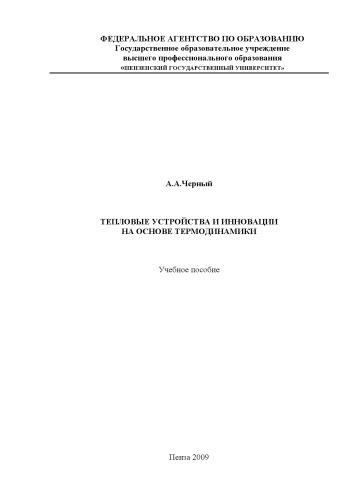 ФЕДЕРАЛЬНОЕ АГЕНТСТВО ПО ОБРАЗОВАНИЮ
Государственное образовательное учреждение
высшего профессионального образования
«ПЕНЗЕНСКИЙ ГОСУДАРСТВЕННЫЙ УНИВЕРСИТЕТ»
А.А.Черный
ТЕПЛОВЫЕ УСТРОЙСТВА И ИННОВАЦИИ
НА ОСНОВЕ ТЕРМОДИНАМИКИ
Учебное пособие
Пенза 2009